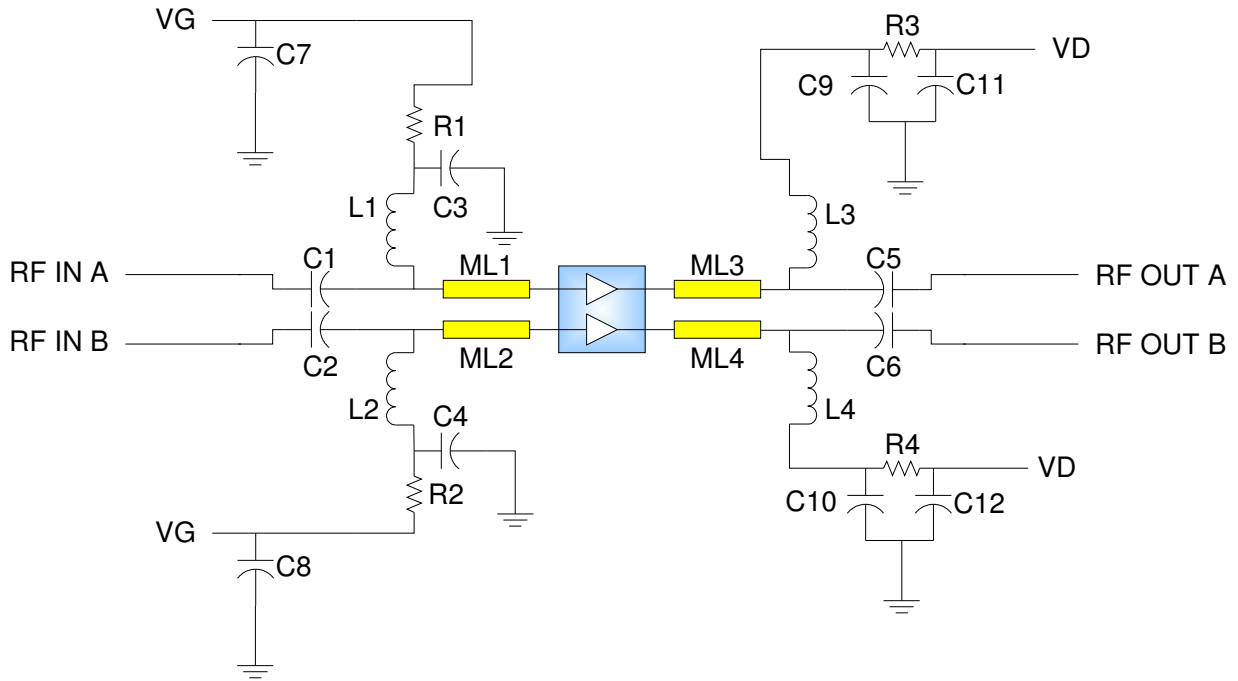 VG
C7
R1
C3
L1
R3
VD
C9
C11
L3
RF IN A
C1
ML1
ML3
C5
RF OUT A
RF IN B
C2
ML2
ML4
C6
RF OUT B
L2
C4
R2
VG
C8
L4
R4
VD
C10
C12